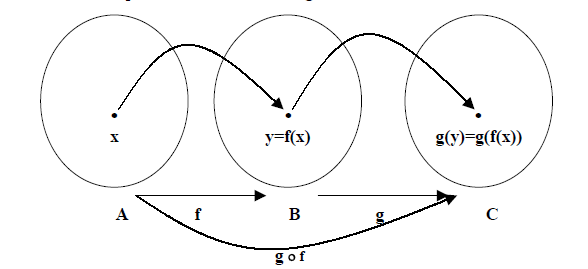 x y=f(x) g(y)=g(f(x))
A f B g C
g o f